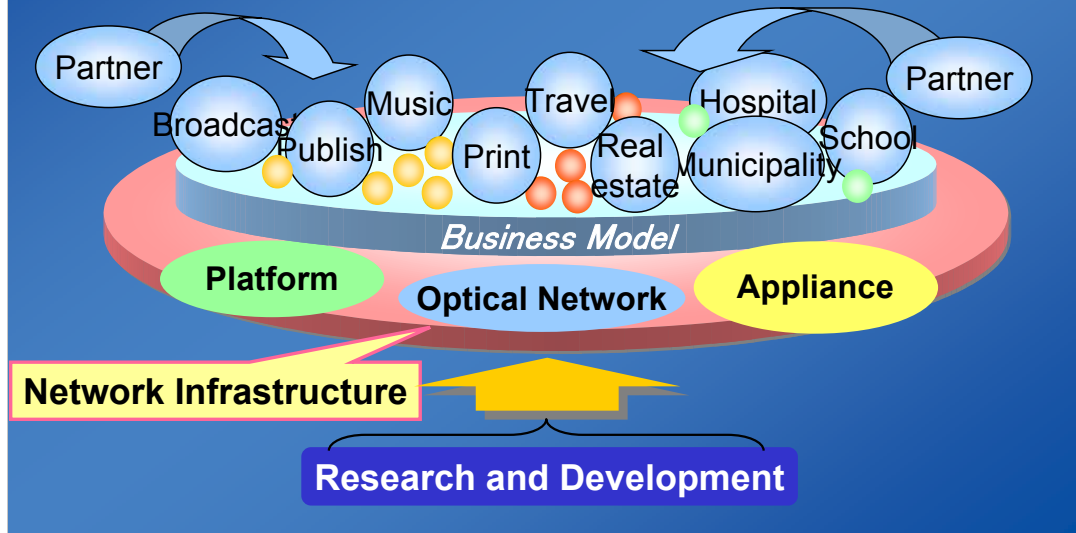 Partner
Partner
Broadcast
Publish
Music
Print
Travel
Real
estate
Hospital
Municipality
School
Business Model
Platform
Optical Network
Appliance
Network Infrastructure
Research and Development